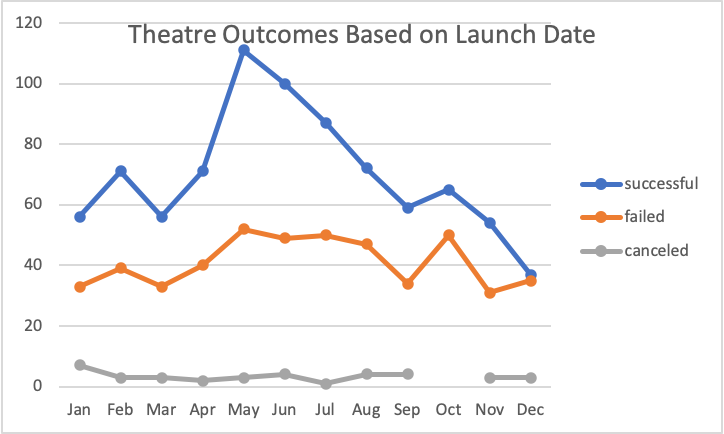 Theatre Outcomes Based on Launch Date
120
100
80
60
40
20
0
Jan Feb Mar Apr May Jun Jul Aug Sep Oct Nov Dec
successful
failed
canceled